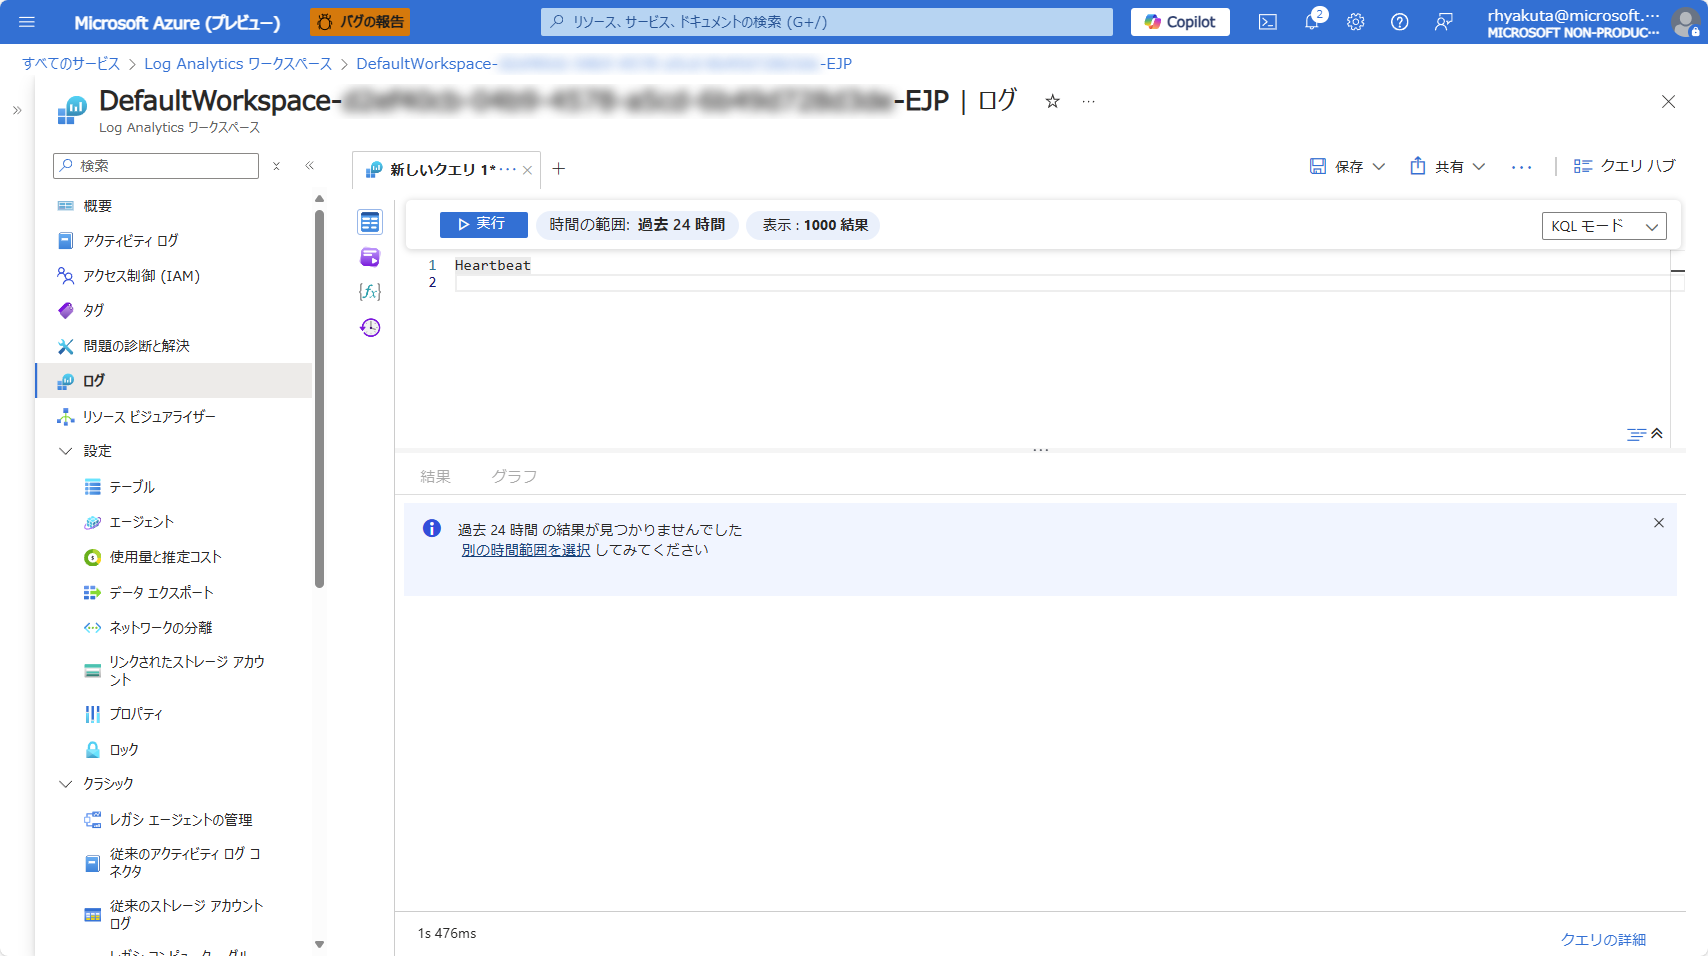 Microsoft Azure (プレビュー)
バグの報告
リソース、サービス、ドキュメントの検索 (G+/)
Copilot
2
rhyakuta@microsoft.…
MICROSOFT NON-PRODUC…
すべてのサービス > Log Analytics ワークスペース > DefaultWorkspace- -EJP
DefaultWorkspace- -EJP | ログ
Log Analytics ワークスペース
検索
新しいクエリ 1*
保存
共有
クエリ ハブ
概要
アクティビティ ログ
アクセス制御 (IAM)
タグ
問題の診断と解決
ログ
リソース ビジュアライザー
設定
テーブル
エージェント
使用量と推定コスト
データ エクスポート
ネットワークの分離
リンクされたストレージ アカウ
ント
プロパティ
ロック
クラシック
レガシ エージェントの管理
従来のアクティビティ ログ コ
ネクタ
従来のストレージ アカウント
ログ
実行
時間の範囲: 過去 24 時間
表示 : 1000 結果
KQL モード
1 Heartbeat
2
結果
グラフ
過去 24 時間 の結果が見つかりませんでした
別の時間範囲を選択 してみてください
1s 476ms
クエリの詳細